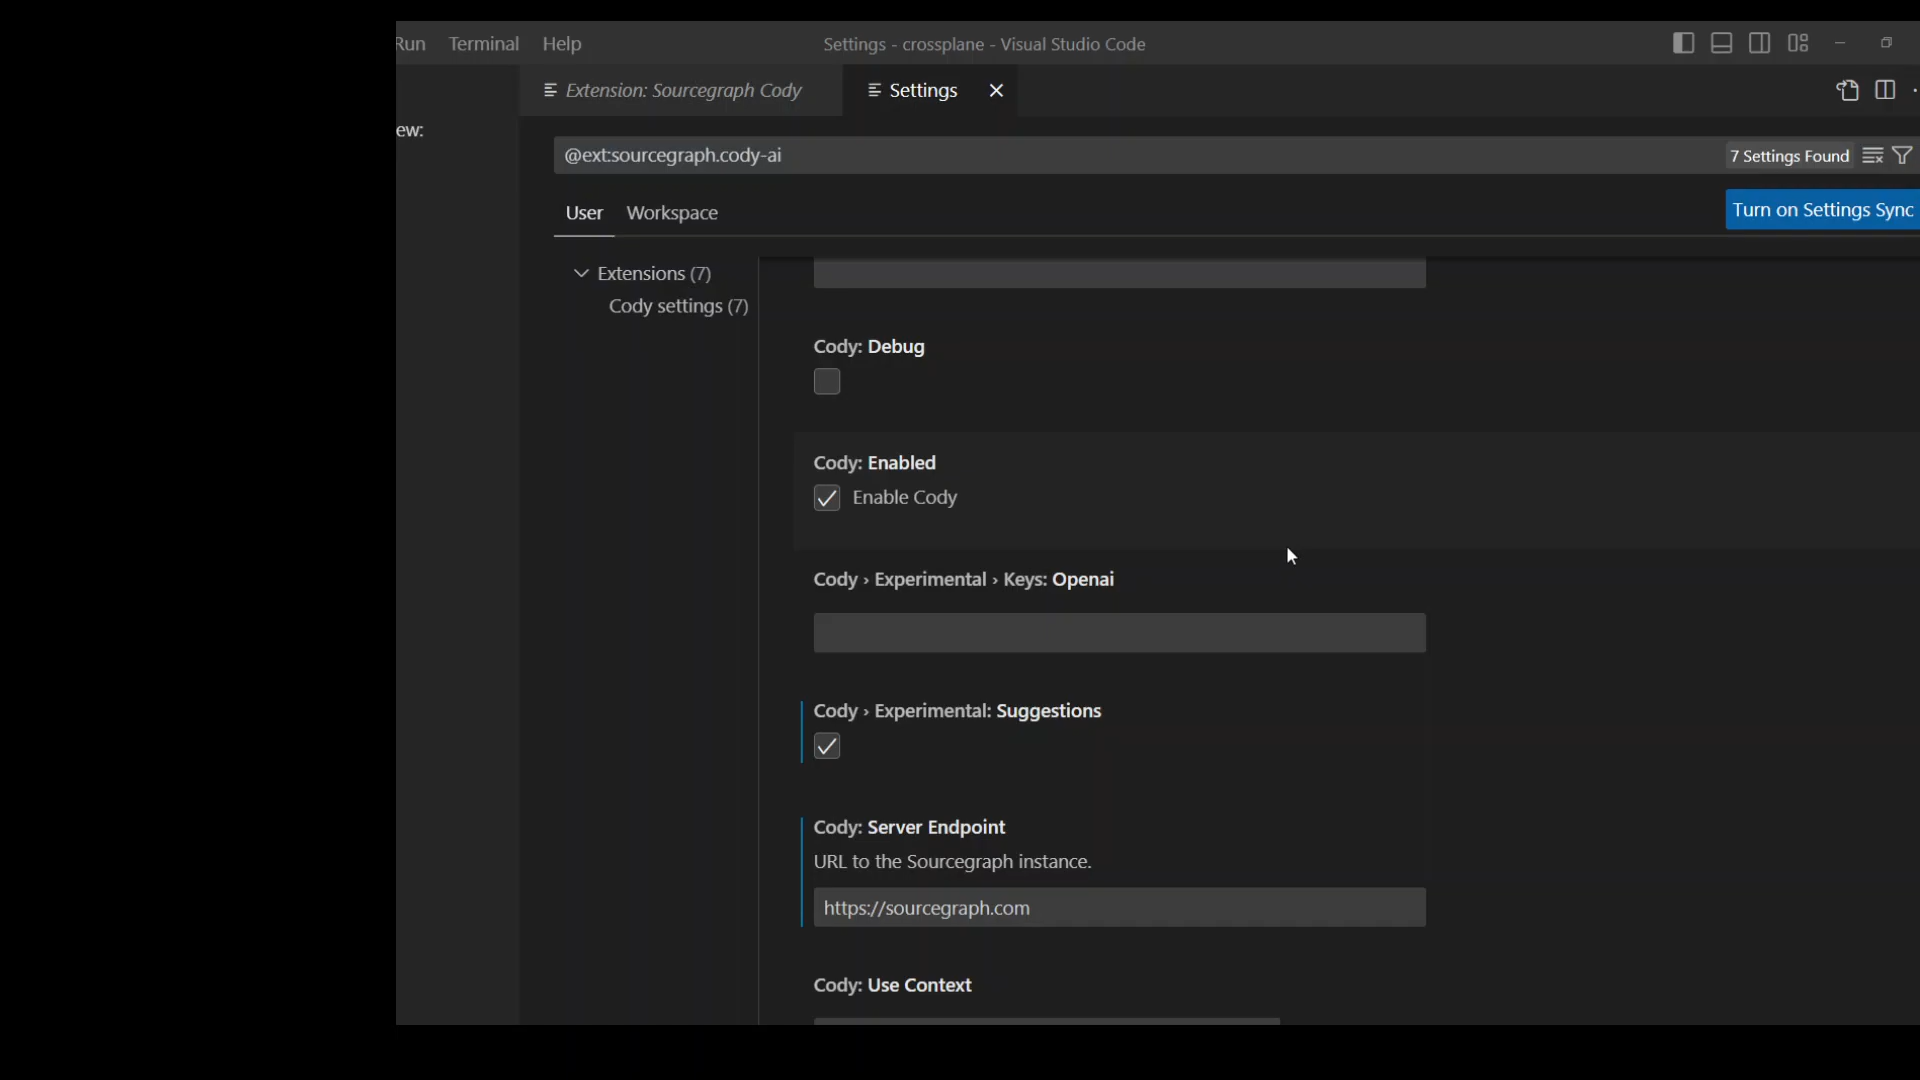 Run Terminal Help
Settings - crossplane - Visual Studio Code
Extension: Sourcegraph Cody
Settings
ew:
@ext:sourcegraph.cody-ai
7 Settings Found
User Workspace
Turn on Settings Sync
Extensions (7)
Cody settings (7)
Cody: Debug
Cody: Enabled
Enable Cody
Cody › Experimental › Keys: Openai
Cody › Experimental: Suggestions
Cody: Server Endpoint
URL to the Sourcegraph instance.
https://sourcegraph.com
Cody: Use Context